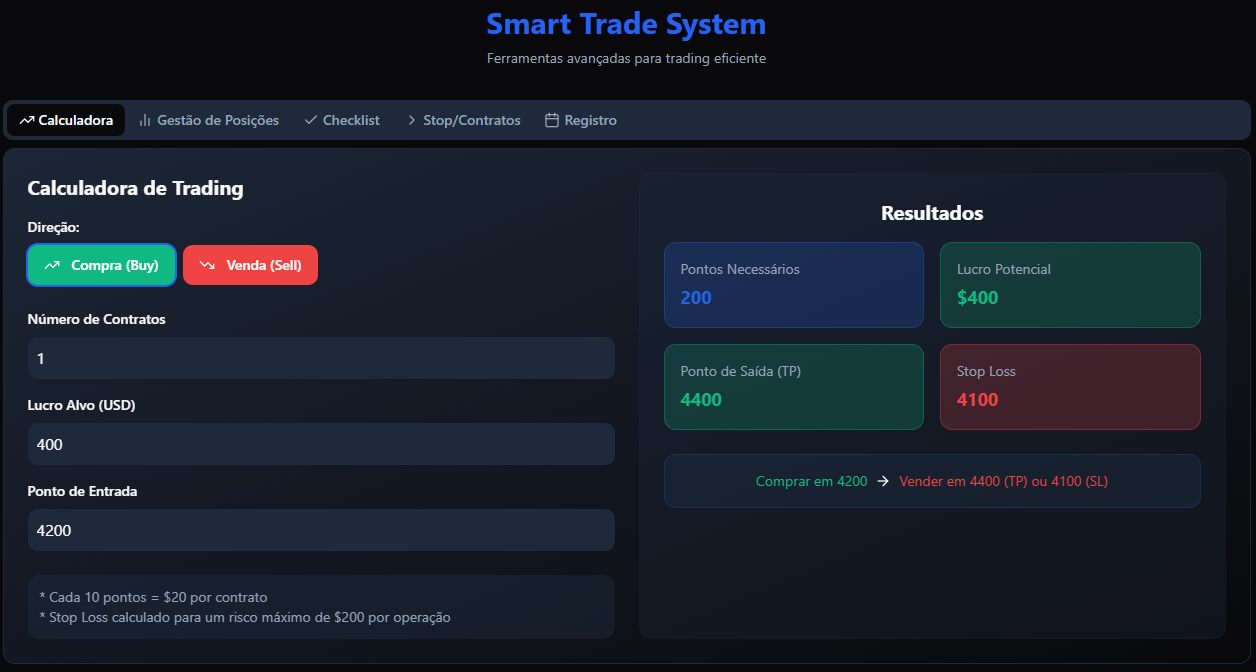 Smart Trade System
Ferramentas avançadas para trading eficiente
Calculadora
Gestão de Posições
Checklist
Stop/Contratos
Registro
Calculadora de Trading
Direção:
Compra (Buy)
Venda (Sell)
Número de Contratos
1
Lucro Alvo (USD)
400
Ponto de Entrada
4200
* Cada 10 pontos = $20 por contrato
* Stop Loss calculado para um risco máximo de $200 por operação
Resultados
Pontos Necessários
200
Lucro Potencial
$400
Ponto de Saída (TP)
4400
Stop Loss
4100
Comprar em 4200 → Vender em 4400 (TP) ou 4100 (SL)